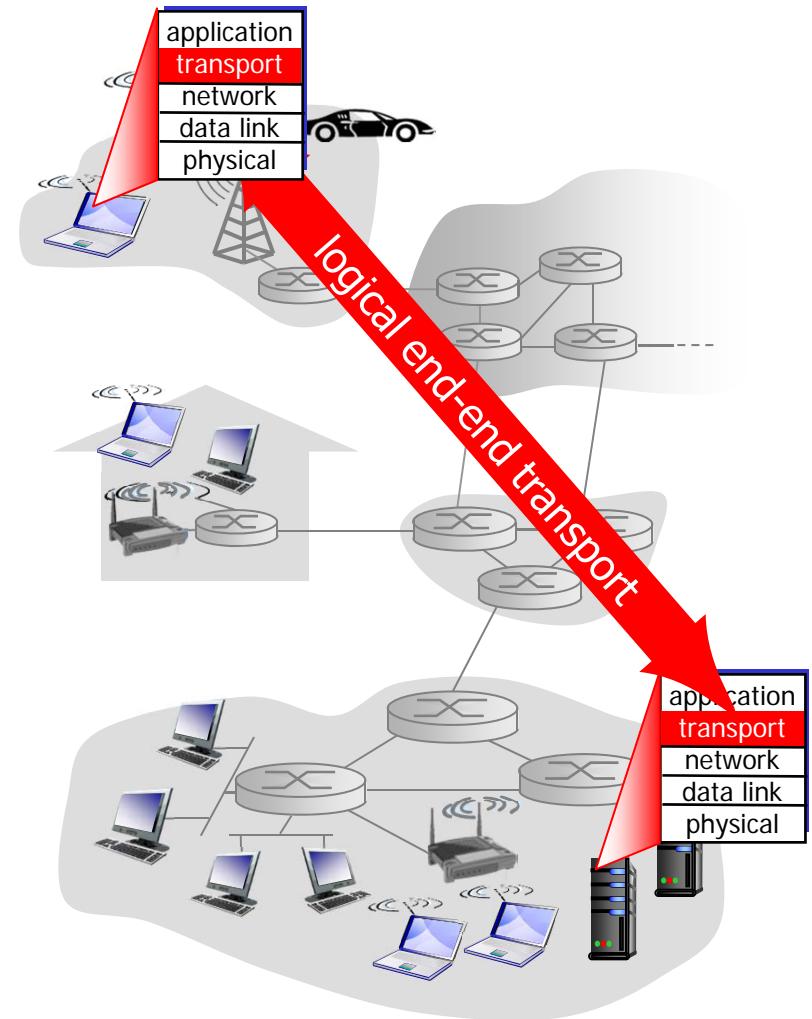 application
transport
network
data link
physical
logical end-end transport
application
transport
network
data link
physical